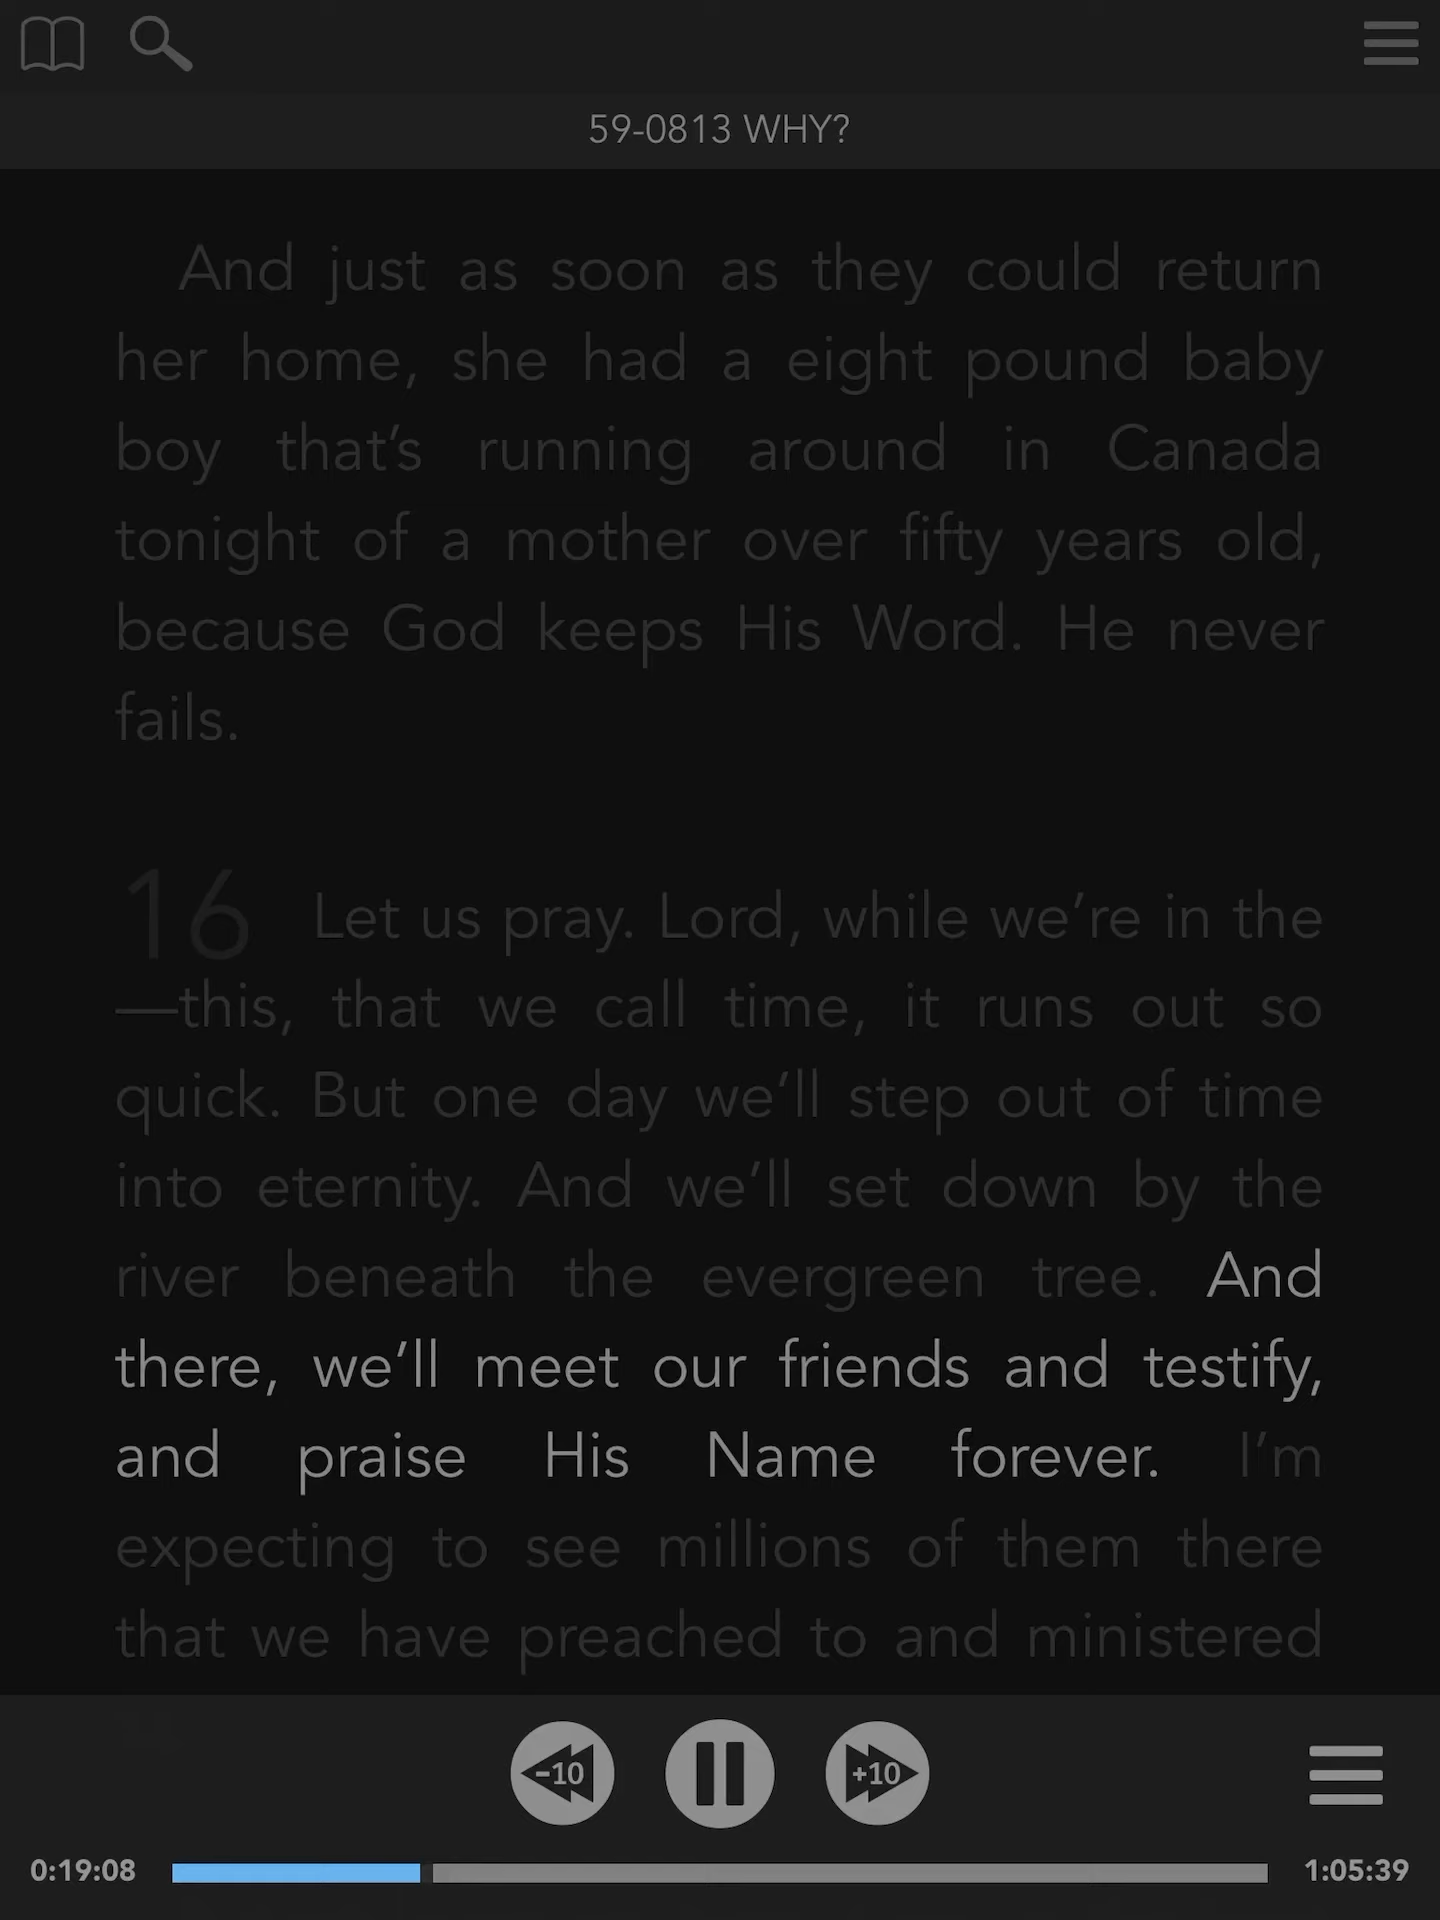 59-0813 WHY?
And just as soon as they could return
her home, she had a eight pound baby
boy that’s running around in Canada
tonight of a mother over fifty years old,
because God keeps His Word. He never
fails.
16 Let us pray. Lord, while we’re in the
—this, that we call time, it runs out so
quick. But one day we’ll step out of time
into eternity. And we’ll set down by the
river beneath the evergreen tree. And
there, we’ll meet our friends and testify,
and praise His Name forever. I’m
expecting to see millions of them there
that we have preached to and ministered
-10 +10
0:19:08 1:05:39